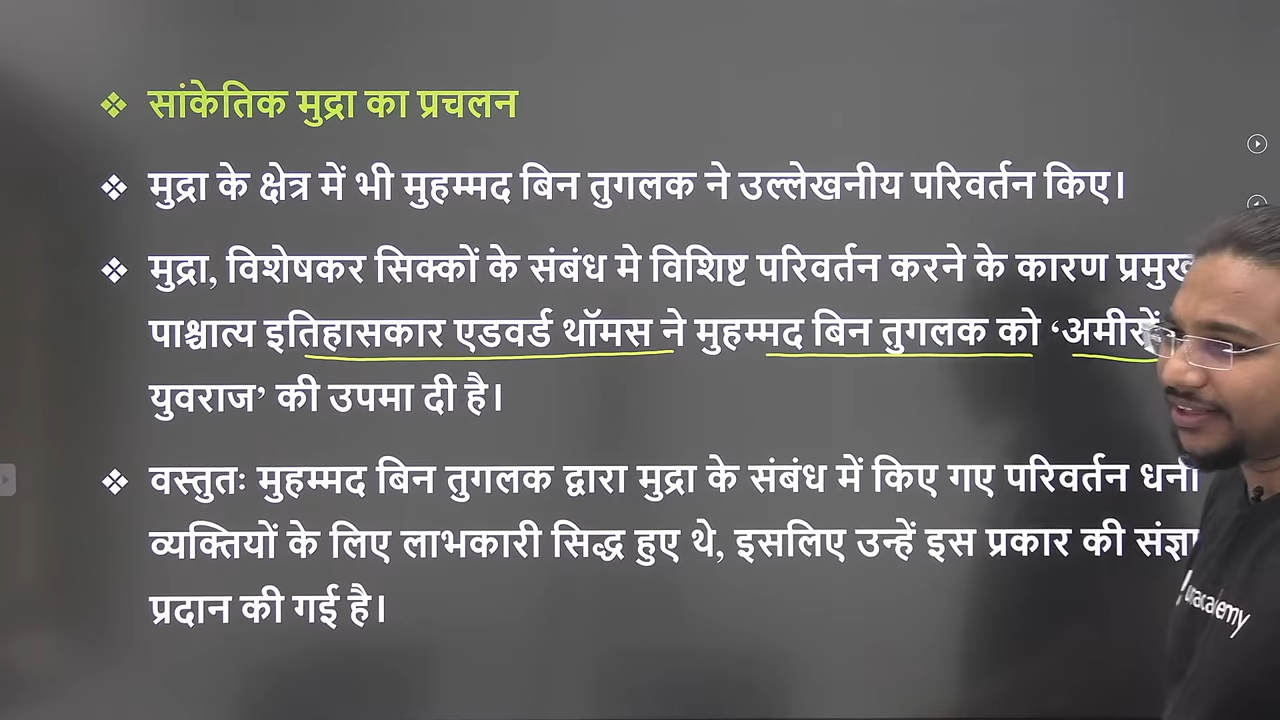 ❖ सांकेतिक मुद्रा का प्रचलन
❖ मुद्रा के क्षेत्र में भी मुहम्मद बिन तुगलक ने उल्लेखनीय परिवर्तन किए।
❖ मुद्रा, विशेषकर सिक्कों के संबंध मे विशिष्ट परिवर्तन करने के कारण प्रमुख
पाश्चात्य इतिहासकार एडवर्ड थॉमस ने मुहम्मद बिन तुगलक को ‘अमीरों
युवराज’ की उपमा दी है।
❖ वस्तुतः मुहम्मद बिन तुगलक द्वारा मुद्रा के संबंध में किए गए परिवर्तन धनी
व्यक्तियों के लिए लाभकारी सिद्ध हुए थे, इसलिए उन्हें इस प्रकार की संज्ञा
प्रदान की गई है।